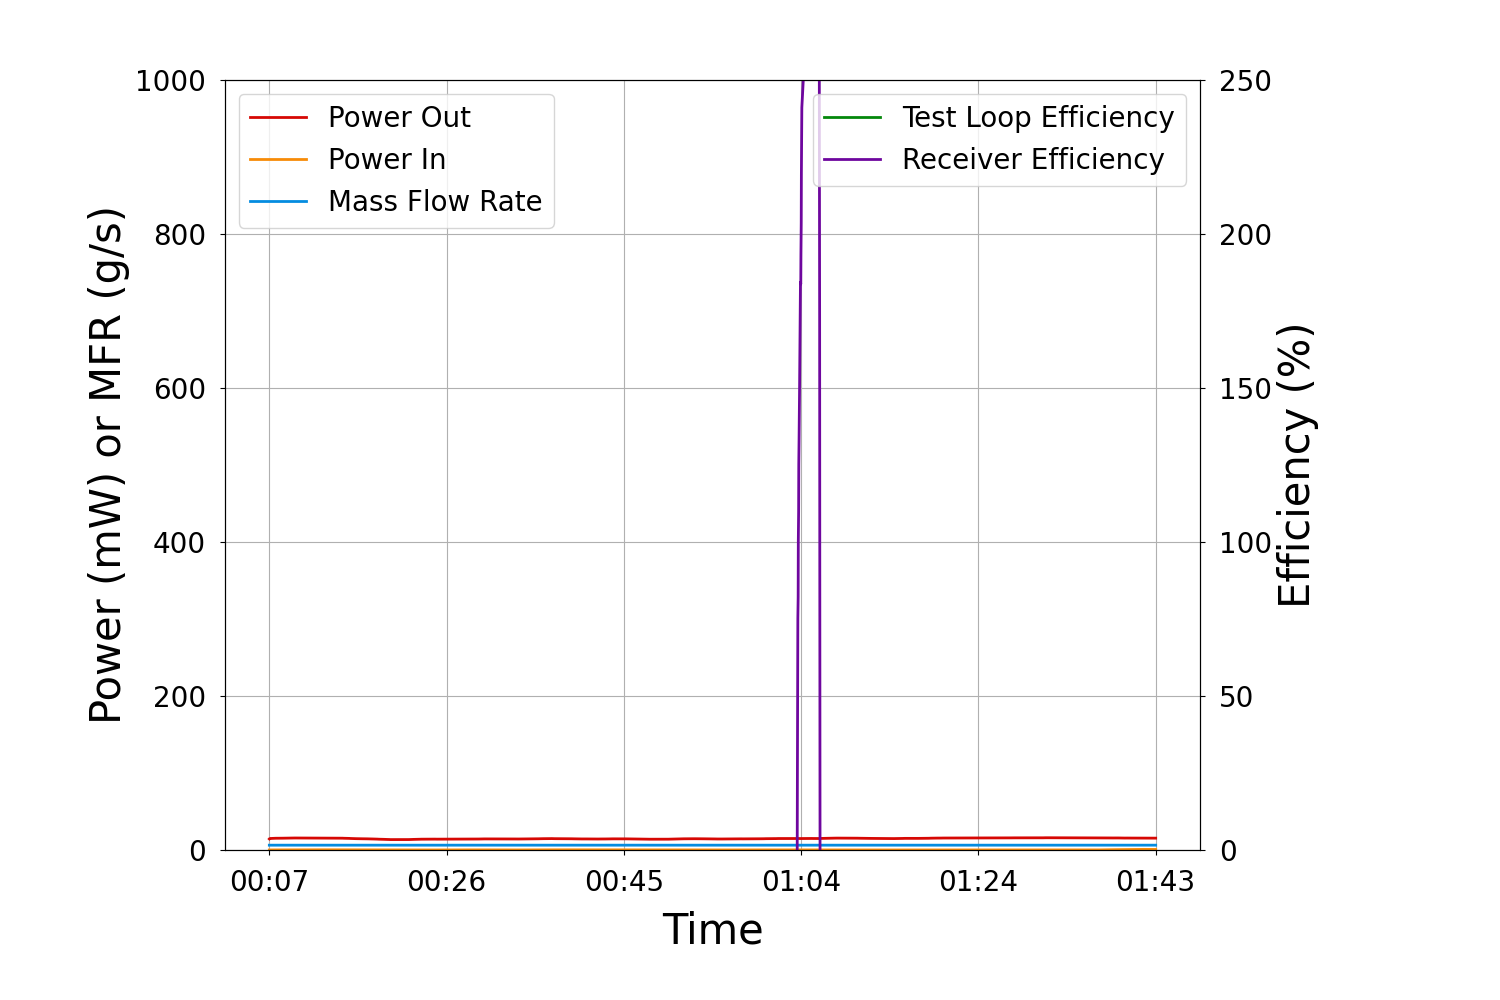 Power (mW) or MFR (g/s)
1000
800
600
400
200
0
Power Out
Power In
Mass Flow Rate
Test Loop Efficiency
Receiver Efficiency
250
200
150
100
50
0
Efficiency (%)
00:07 00:26 00:45 01:04 01:24 01:43
Time